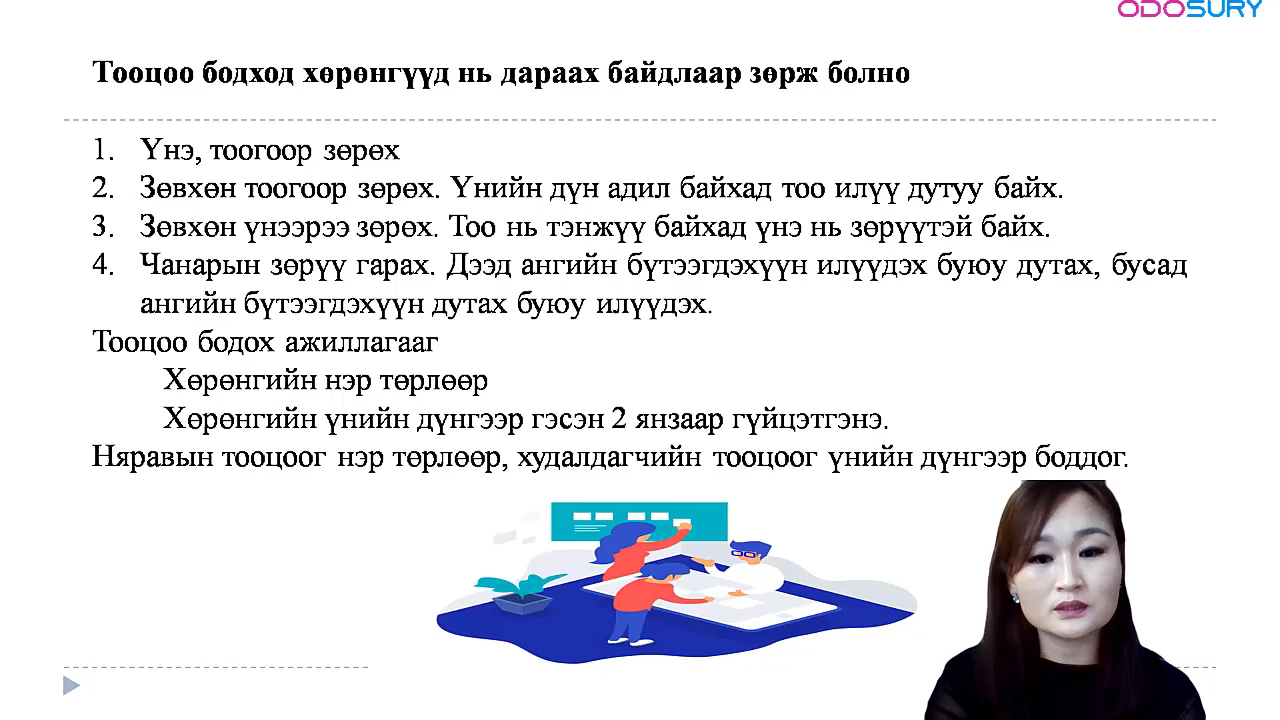 ODOSURY
Тооцоо бодход хөрөнгүүд нь дараах байдлаар зөрж болно
1. Үнэ, тоогоор зөрөх
2. Зөвхөн тоогоор зөрөх. Үнийн дүн адил байхад тоо илүү дутуу байх.
3. Зөвхөн үнээрээ зөрөх. Тоо нь тэнжүү байхад үнэ нь зөрүүтэй байх.
4. Чанарын зөрүү гарах. Дээд ангийн бүтээгдэхүүн илүүдэх буюу дутах, бусад
ангийн бүтээгдэхүүн дутах буюу илүүдэх.
Тооцоо бодох ажиллагааг
Хөрөнгийн нэр төрлөөр
Хөрөнгийн үнийн дүнгээр гэсэн 2 янзаар гүйцэтгэнэ.
Няравын тооцоог нэр төрлөөр, худалдагчийн тооцоог үнийн дүнгээр боддог.